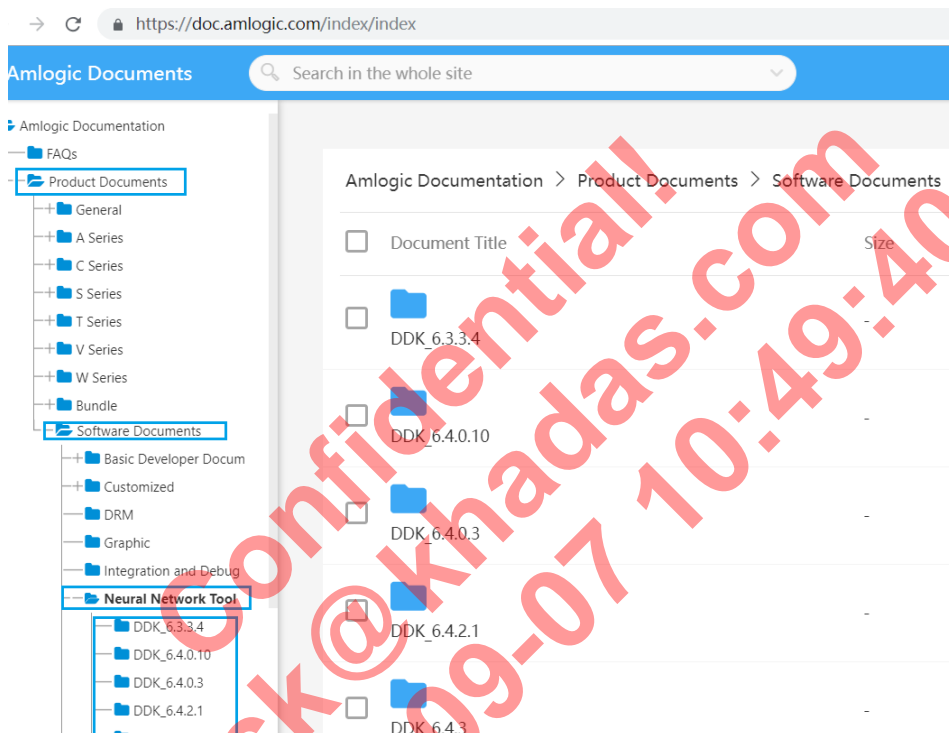 https://doc.amlogic.com/index/index
Amlogic Documents
Search in the whole site
Amlogic Documentation
FAQs
Product Documents
General
A Series
C Series
S Series
T Series
V Series
W Series
Bundle
Software Documents
Basic Developer Docum
Customized
DRM
Graphic
Integration and Debug
Neural Network Tool
DDK_6.3.3.4
DDK_6.4.0.10
DDK_6.4.0.3
DDK_6.4.2.1
Amlogic Documentation > Product Documents > Software Documents
Document Title Size
DDK_6.3.3.4 -
DDK_6.4.0.10 -
DDK_6.4.0.3 -
DDK_6.4.2.1 -
DDK_6.4.3 -
Confidential!
@khadas.com
09-07 10:49:40